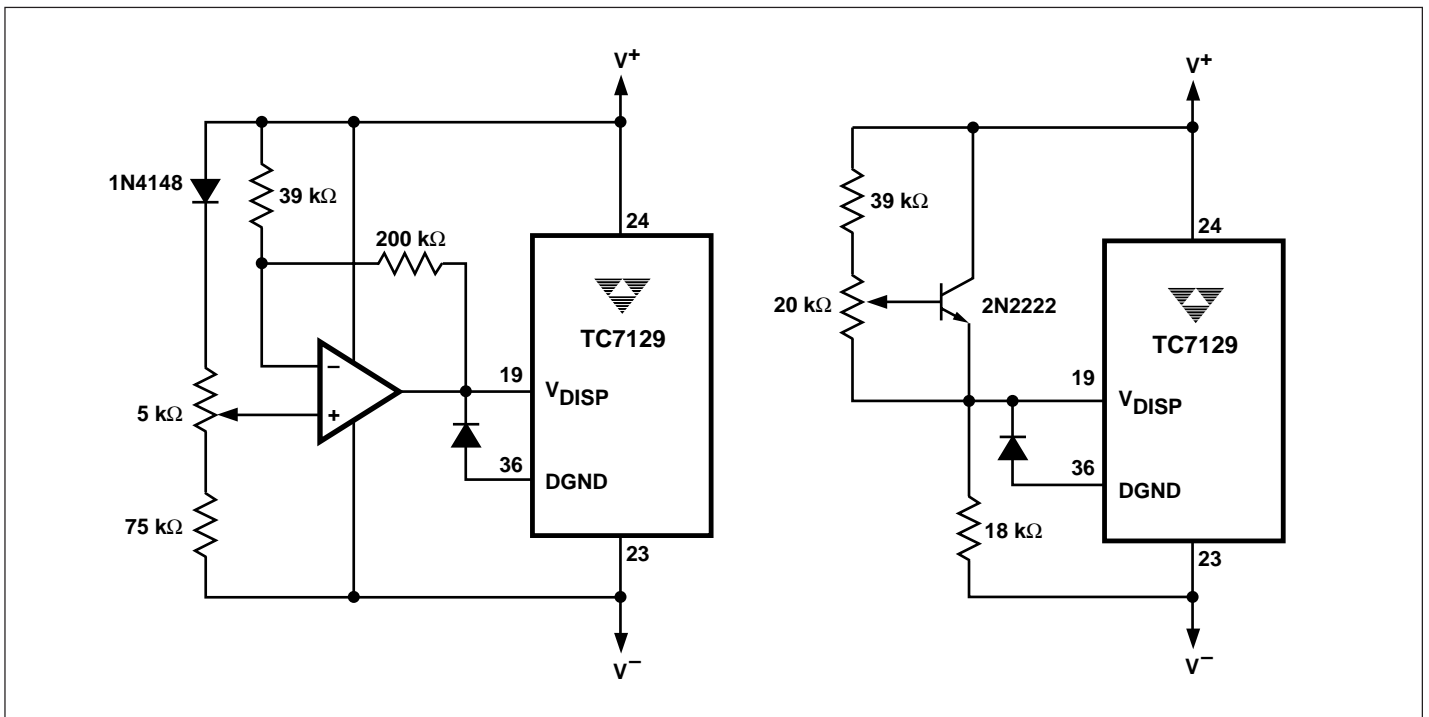 V+
1N4148
39 kΩ
24
200 kΩ
TC7129
19
VDISP
–
+
5 kΩ
36
DGND
75 kΩ
23
V–
V+
39 kΩ
24
20 kΩ
2N2222
TC7129
19
VDISP
36
DGND
18 kΩ
23
V–